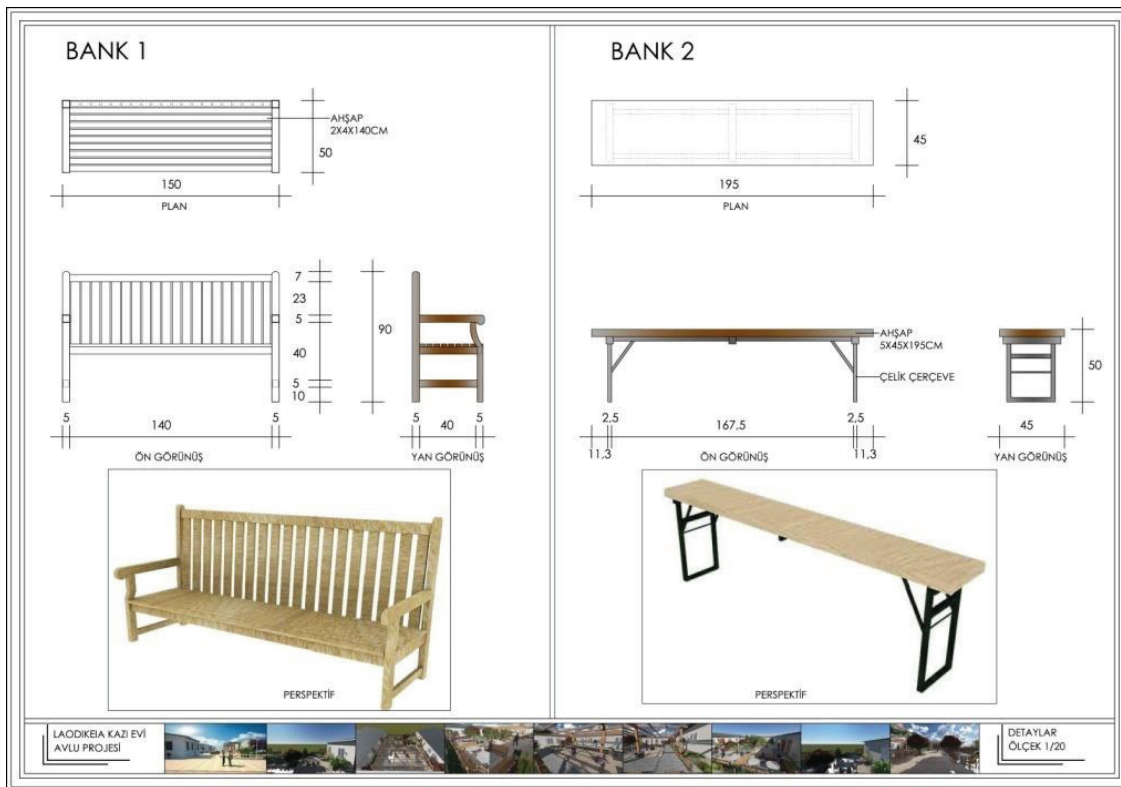 BANK 1
AHŞAP
2X4X140CM
50
150
PLAN
7
23
5
40
5
10
90
5
140
5
5
40
5
ÖN GÖRÜNÜŞ
YAN GÖRÜNÜŞ
PERSPEKTİF
BANK 2
45
195
PLAN
AHŞAP
5X45X195CM
ÇELİK ÇERÇEVE
50
2,5
167,5
2,5
45
11,3
ÖN GÖRÜNÜŞ
11,3
YAN GÖRÜNÜŞ
PERSPEKTİF
LAODIKEIA KAZI EVİ
AVLU PROJESİ
DETAYLAR
ÖLÇEK 1/20